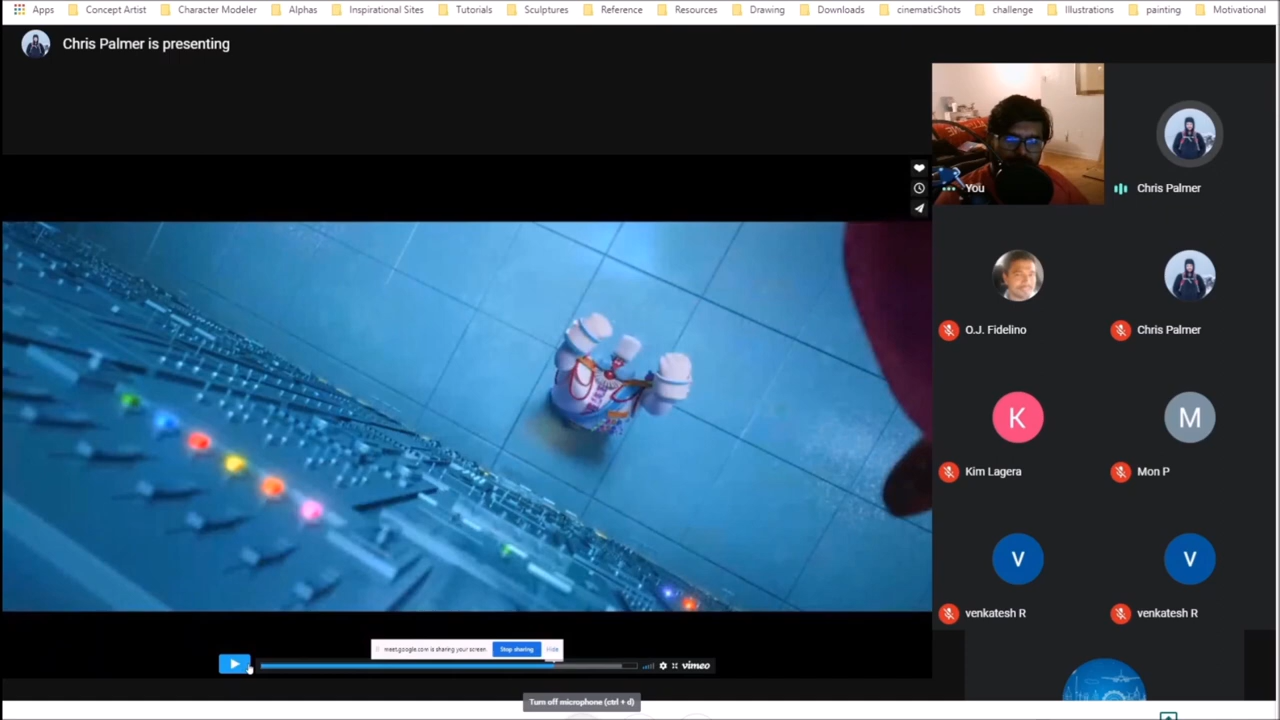 Apps Concept Artist Character Modeler Alphas Inspirational Sites Tutorials Sculptures Reference Resources Drawing Downloads cinematicShots challenge Illustrations painting Motivational
Chris Palmer is presenting
You
Chris Palmer
O.J. Fidelino
Chris Palmer
K
M
Kim Lagera
Mon P
V
V
venkatesh R
venkatesh R
meet.google.com is sharing your screen. Stop sharing Hide
vimeo
Turn off microphone (ctrl + d)